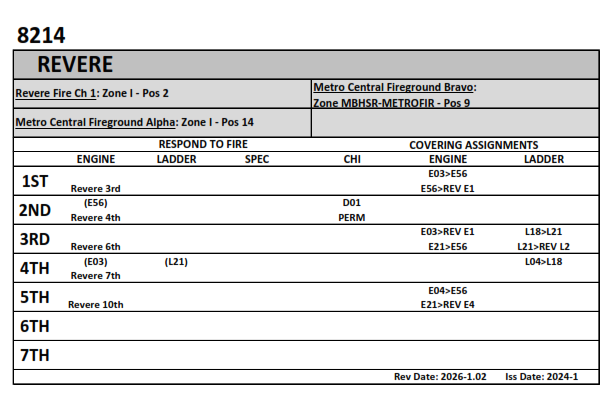 8214
REVERE
Revere Fire Ch 1: Zone I - Pos 2
Metro Central Fireground Bravo:
Zone MBHSR-METROFIR - Pos 9
Metro Central Fireground Alpha: Zone I - Pos 14
RESPOND TO FIRE COVERING ASSIGNMENTS
ENGINE LADDER SPEC CHI ENGINE LADDER
1ST
E03>E56
Revere 3rd E56>REV E1
2ND
(E56) D01
Revere 4th PERM
3RD
E03>REV E1 L18>L21
Revere 6th E21>E56 L21>REV L2
4TH
(E03) (L21) L04>L18
Revere 7th
5TH
E04>E56
Revere 10th E21>REV E4
6TH
7TH
Rev Date: 2026-1.02 Iss Date: 2024-1